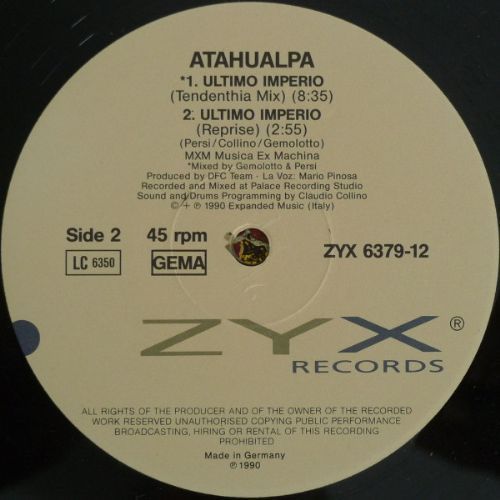 ATAHUALPA
*1. ULTIMO IMPERIO
(Tendenthia Mix) (8:35)
2. ULTIMO IMPERIO
(Reprise) (2:55)
(Persi/Collino/Gemolotto)
MXM Musica Ex Machina
*Mixed by Gemolotto & Persi
Produced by DFC Team - La Voz: Mario Pinosa
Recorded and Mixed at Palace Recording Studio
Sound and Drums Programming by Claudio Collino
© + ℗ 1990 Expanded Music (Italy)
Side 2 45 rpm ZYX 6379-12
LC 6350 GEMA
ZYX ®
RECORDS
ALL RIGHTS OF THE PRODUCER AND OF THE OWNER OF THE RECORDED
WORK RESERVED UNAUTHORISED COPYING PUBLIC PERFORMANCE
BROADCASTING, HIRING OR RENTAL OF THIS RECORDING
PROHIBITED
Made in Germany
℗1990